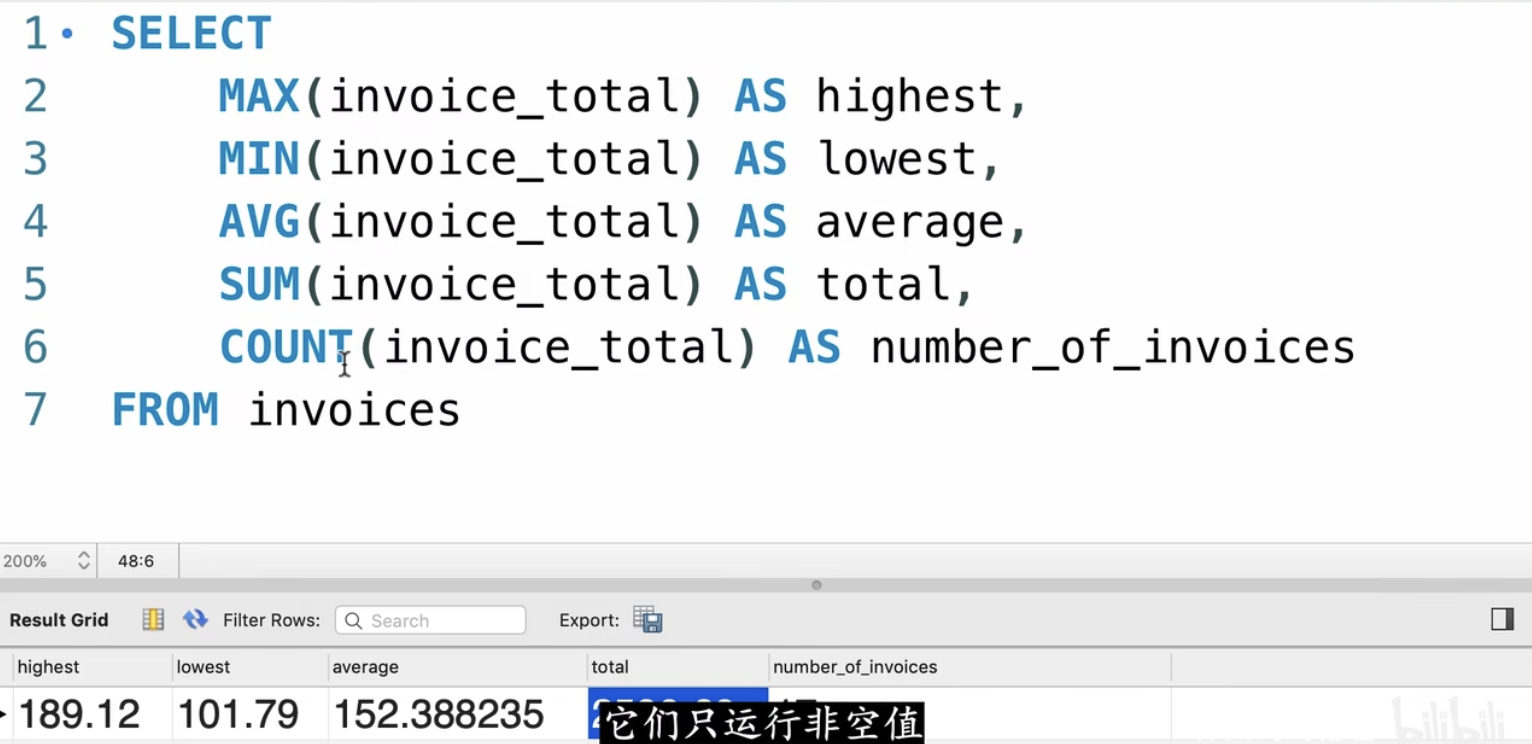 1 SELECT
2 MAX(invoice_total) AS highest,
3 MIN(invoice_total) AS lowest,
4 AVG(invoice_total) AS average,
5 SUM(invoice_total) AS total,
6 COUNT(invoice_total) AS number_of_invoices
7 FROM invoices
200% 48:6
Result Grid Filter Rows: Search Export:
highest lowest average total number_of_invoices
189.12 101.79 152.388235
它们只运行非空值
bilibili